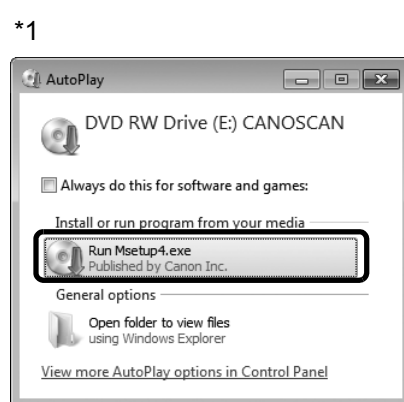 *1
AutoPlay
DVD RW Drive (E:) CANOSCAN
Always do this for software and games:
Install or run program from your media
Run Msetup4.exe
Published by Canon Inc.
General options
Open folder to view files
using Windows Explorer
View more AutoPlay options in Control Panel